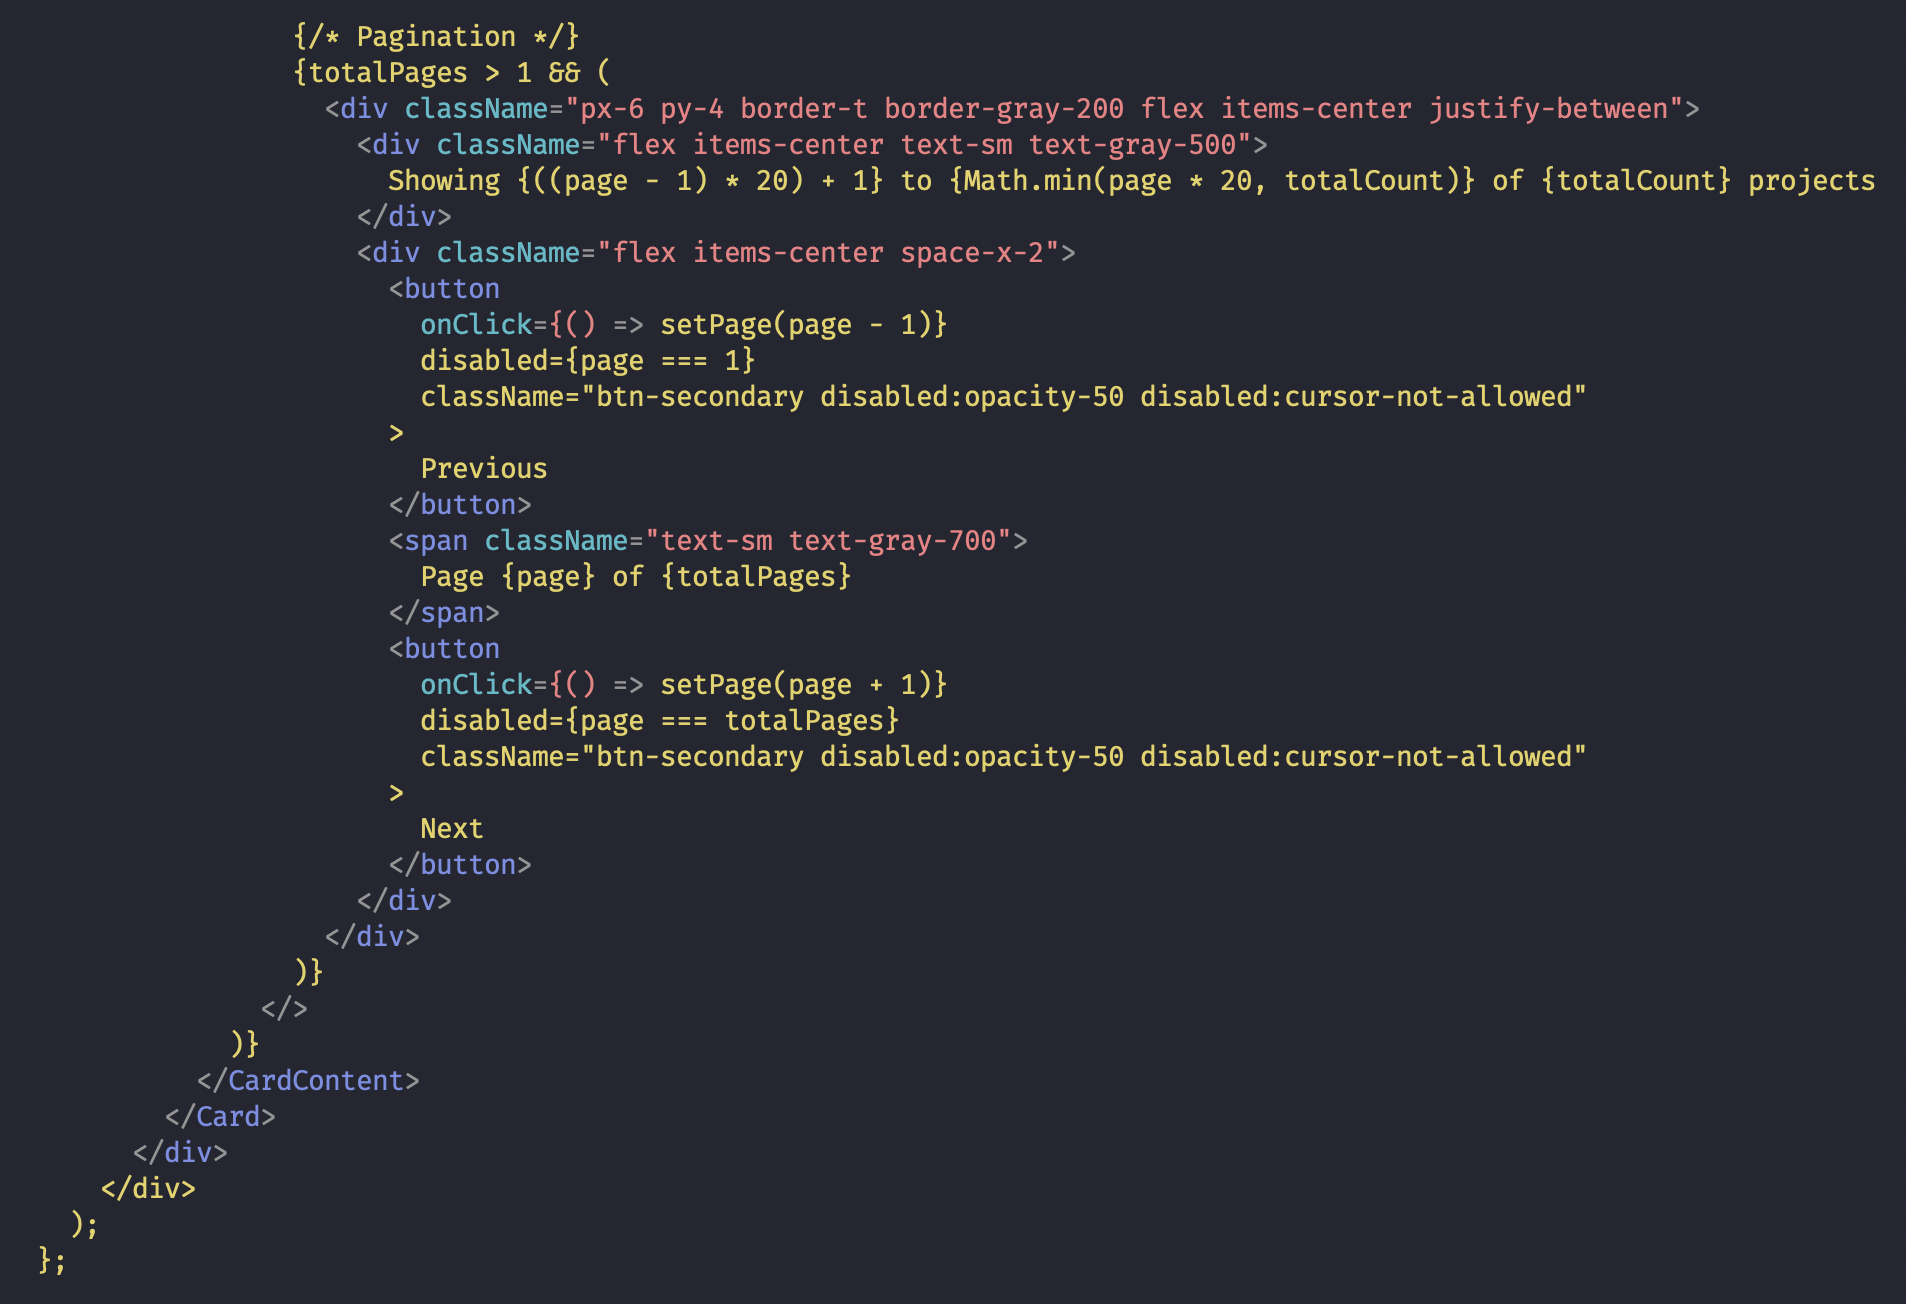 {/* Pagination */}
{totalPages > 1 && (
<div className="px-6 py-4 border-t border-gray-200 flex items-center justify-between">
<div className="flex items-center text-sm text-gray-500">
Showing {((page - 1) * 20) + 1} to {Math.min(page * 20, totalCount)} of {totalCount} projects
</div>
<div className="flex items-center space-x-2">
<button
onClick={() => setPage(page - 1)}
disabled={page === 1}
className="btn-secondary disabled:opacity-50 disabled:cursor-not-allowed"
>
Previous
</button>
<span className="text-sm text-gray-700">
Page {page} of {totalPages}
</span>
<button
onClick={() => setPage(page + 1)}
disabled={page === totalPages}
className="btn-secondary disabled:opacity-50 disabled:cursor-not-allowed"
>
Next
</button>
</div>
</div>
)}
</>
)}
</CardContent>
</Card>
</div>
</div>
);
};